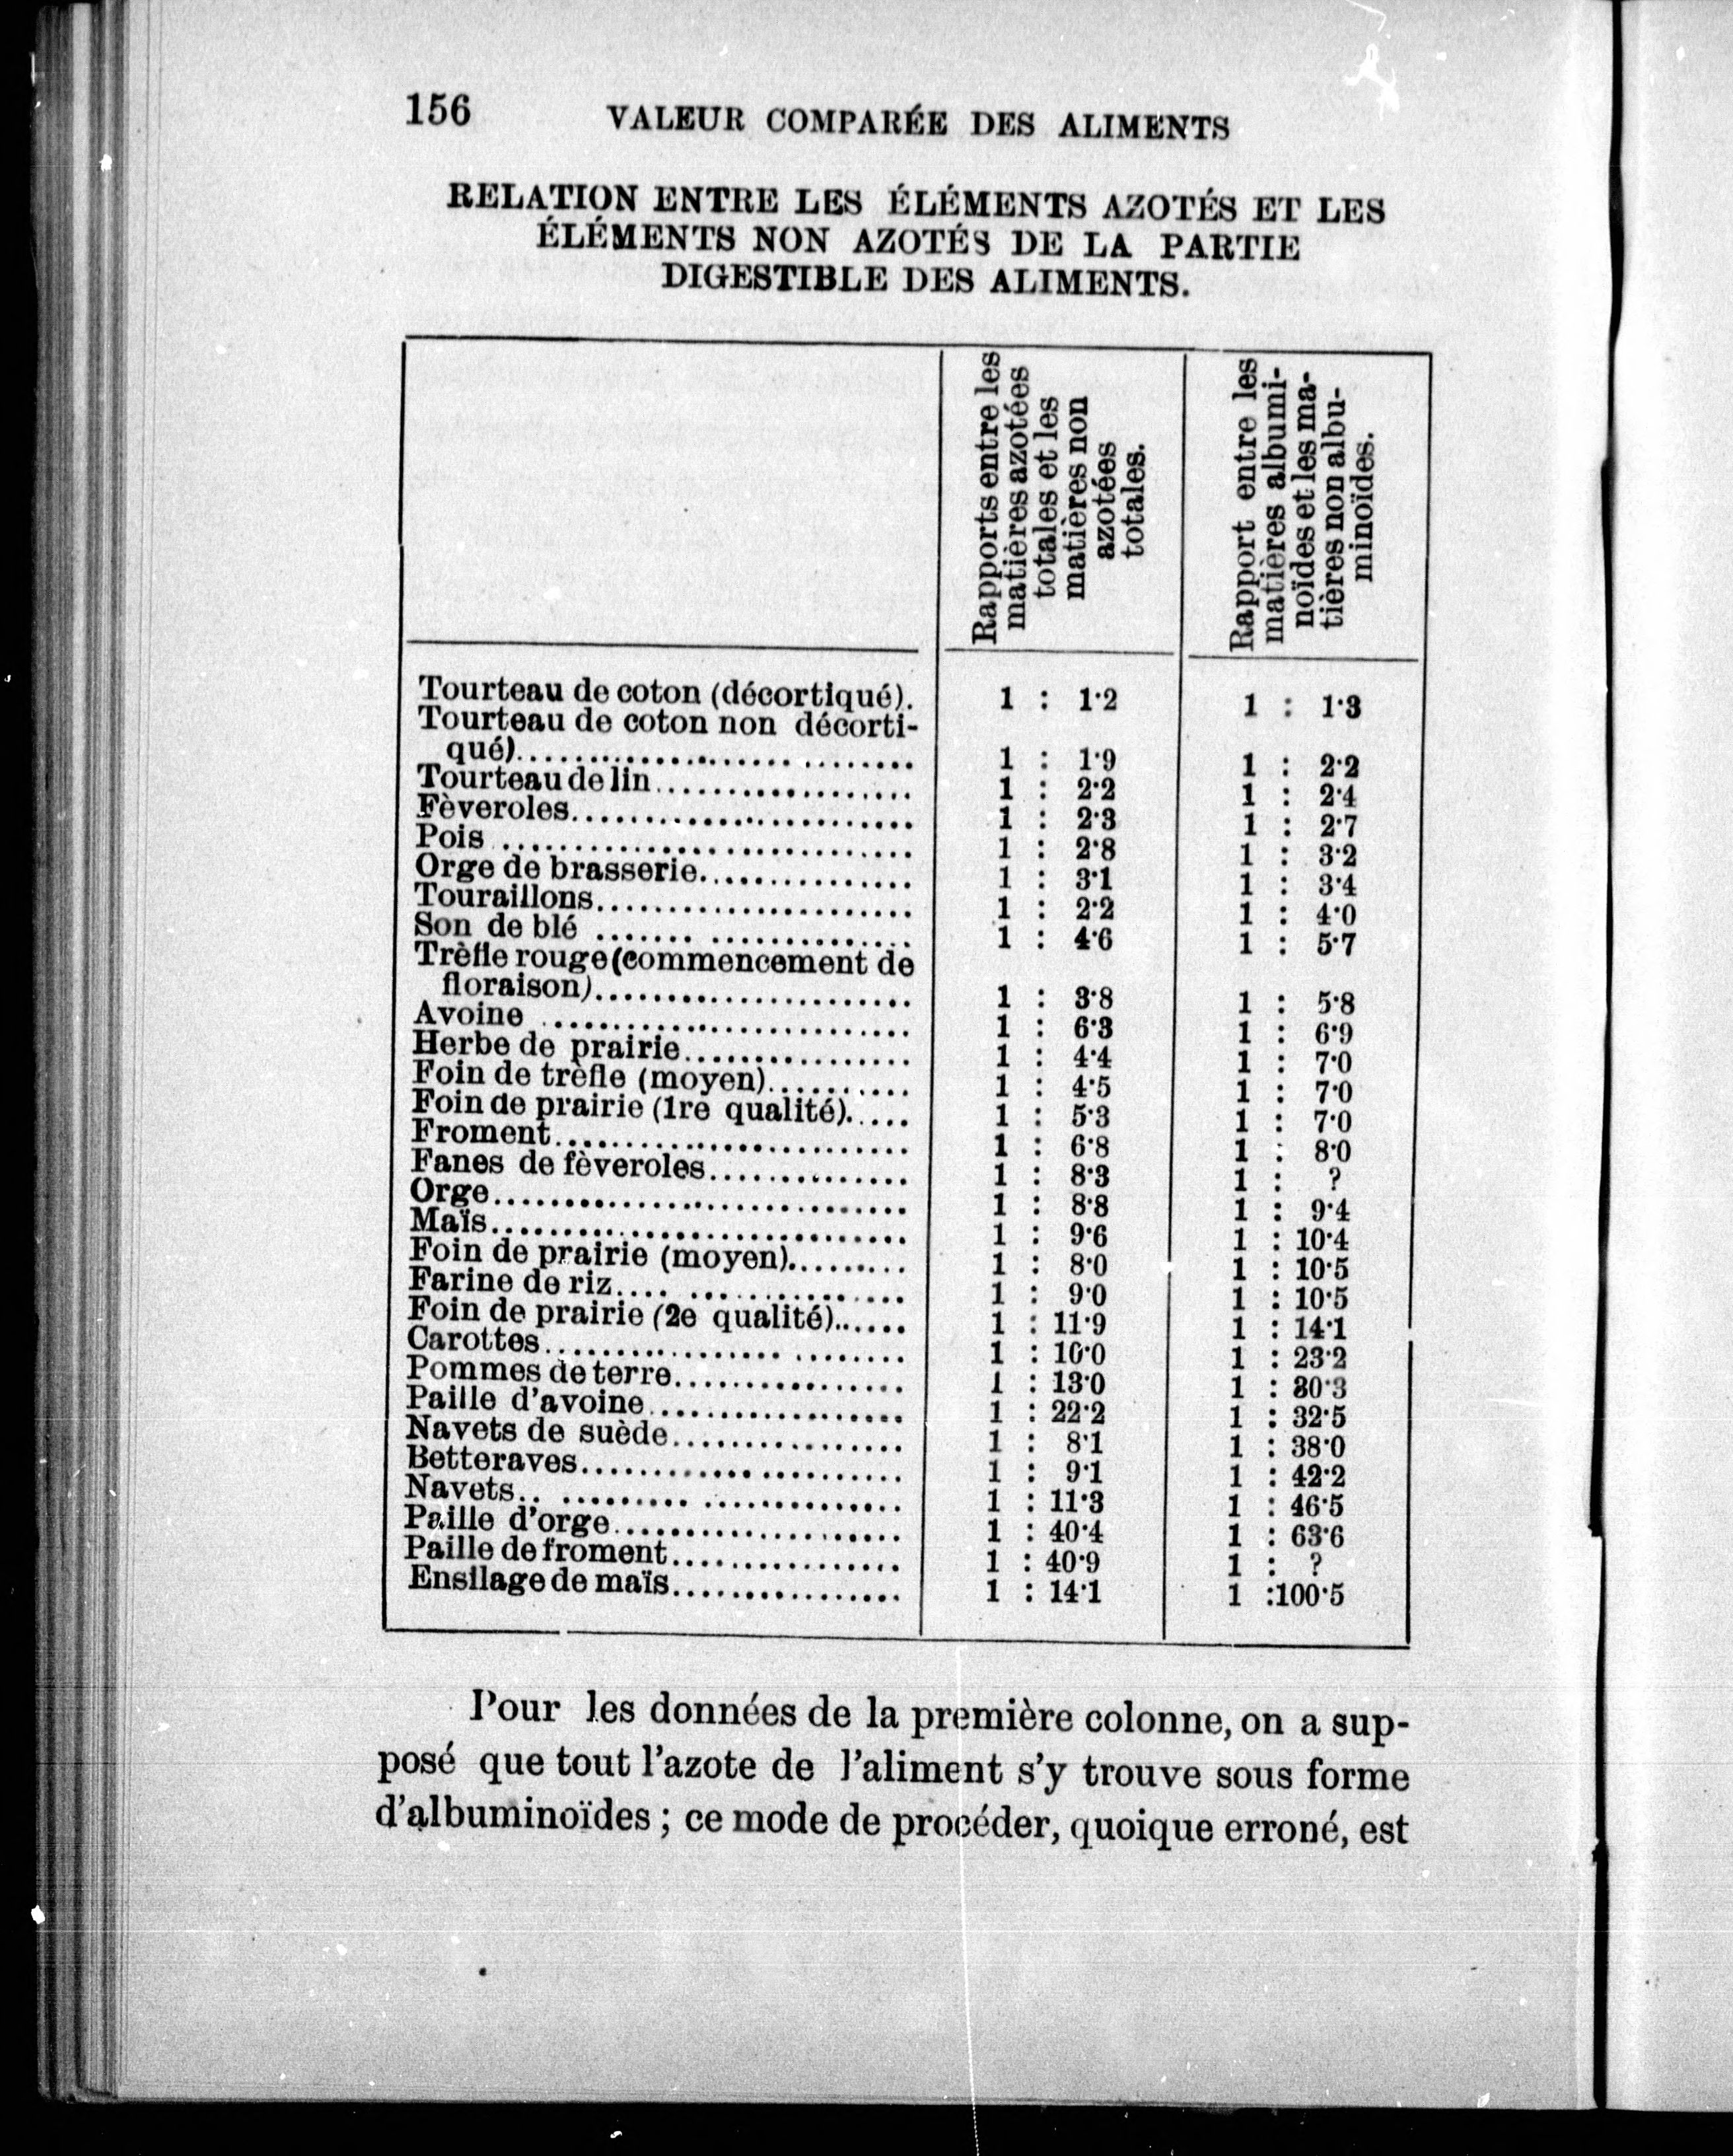 156 VALEUR COMPARÉE DES ALIMENTS
RELATION ENTRE LES ÉLÉMENTS AZOTÉS ET LES
ÉLÉMENTS NON AZOTÉS DE LA PARTIE
DIGESTIBLE DES ALIMENTS.
Rapports entre les
matières azotées
totales et les
matières non
azotées
totales.
Rapport entre les
matières albumi-
noïdes et les ma-
tières non albu-
minoïdes.
Tourteau de coton (décortiqué). 1 : 1·2 1 : 1·3
Tourteau de coton non décorti-
qué)........................ 1 : 1·9 1 : 2·2
Tourteau de lin.................. 1 : 2·2 1 : 2·4
Fèveroles........................ 1 : 2·3 1 : 2·7
Pois ............................. 1 : 2·8 1 : 3·2
Orge de brasserie............... 1 : 3·1 1 : 3·4
Touraillons...................... 1 : 2·2 1 : 4·0
Son de blé ...................... 1 : 4·6 1 : 5·7
Trèfle rouge (commencement de
floraison)...................... 1 : 3·8 1 : 5·8
Avoine .......................... 1 : 6·3 1 : 6·9
Herbe de prairie................ 1 : 4·4 1 : 7·0
Foin de trèfle (moyen).......... 1 : 4·5 1 : 7·0
Foin de prairie (1re qualité)..... 1 : 5·3 1 : 7·0
Froment......................... 1 : 6·8 1 : 8·0
Fanes de fèveroles.............. 1 : 8·3 1 : ?
Orge............................. 1 : 8·8 1 : 9·4
Maïs............................. 1 : 9·6 1 : 10·4
Foin de prairie (moyen)......... 1 : 8·0 1 : 10·5
Farine de riz.................... 1 : 9·0 1 : 10·5
Foin de prairie (2e qualité)...... 1 : 11·9 1 : 14·1
Carottes......................... 1 : 10·0 1 : 23·2
Pommes de terre................ 1 : 13·0 1 : 30·3
Paille d'avoine.................. 1 : 22·2 1 : 32·5
Navets de suède................. 1 : 8·1 1 : 38·0
Betteraves....................... 1 : 9·1 1 : 42·2
Navets.. ........................ 1 : 11·3 1 : 46·5
Paille d'orge.................... 1 : 40·4 1 : 63·6
Paille de froment................ 1 : 40·9 1 : ?
Ensilage de maïs................ 1 : 14·1 1 :100·5
Pour les données de la première colonne, on a sup-
posé que tout l'azote de l'aliment s'y trouve sous forme
d'albuminoïdes ; ce mode de procéder, quoique erroné, est